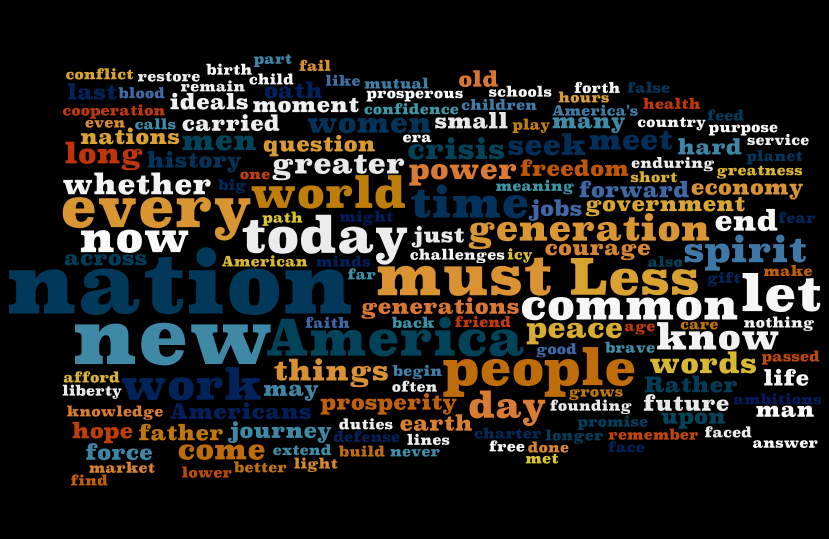 part
conflict restore birth child fail
last blood remain oath like mutual old
prosperous schools forth false
cooperation ideals moment confidence children hours America's health
even calls carried women small play many country feed
nations men question era purpose
long history crisis seek meet hard service
one greater power freedom enduring planet
whether big world meaning short greatness
every path might time jobs forward government economy
now today just generation end fear
across American minds challenges icy courage spirit
far also gift make
nation must Less common let
generations
new America faith back friend peace age care know nothing
good brave
things people words passed
afford work may begin often grows Rather life
liberty ambitions
knowledge Americans prosperity day founding future man
duties earth promise upon
hope father journey defense lines charter longer remember faced
force come extend build never free done face answer
market lower better light met
find